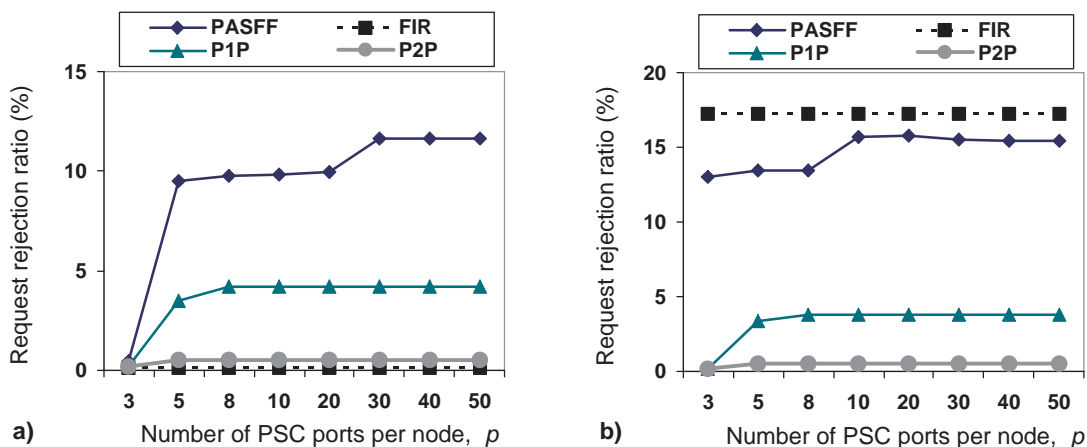 PASFF FIR
P1P P2P
Request rejection ratio (%)
15
10
5
0
3 5 8 10 20 30 40 50
a) Number of PSC ports per node, p
PASFF FIR
P1P P2P
Request rejection ratio (%)
20
15
10
5
0
3 5 8 10 20 30 40 50
b) Number of PSC ports per node, p